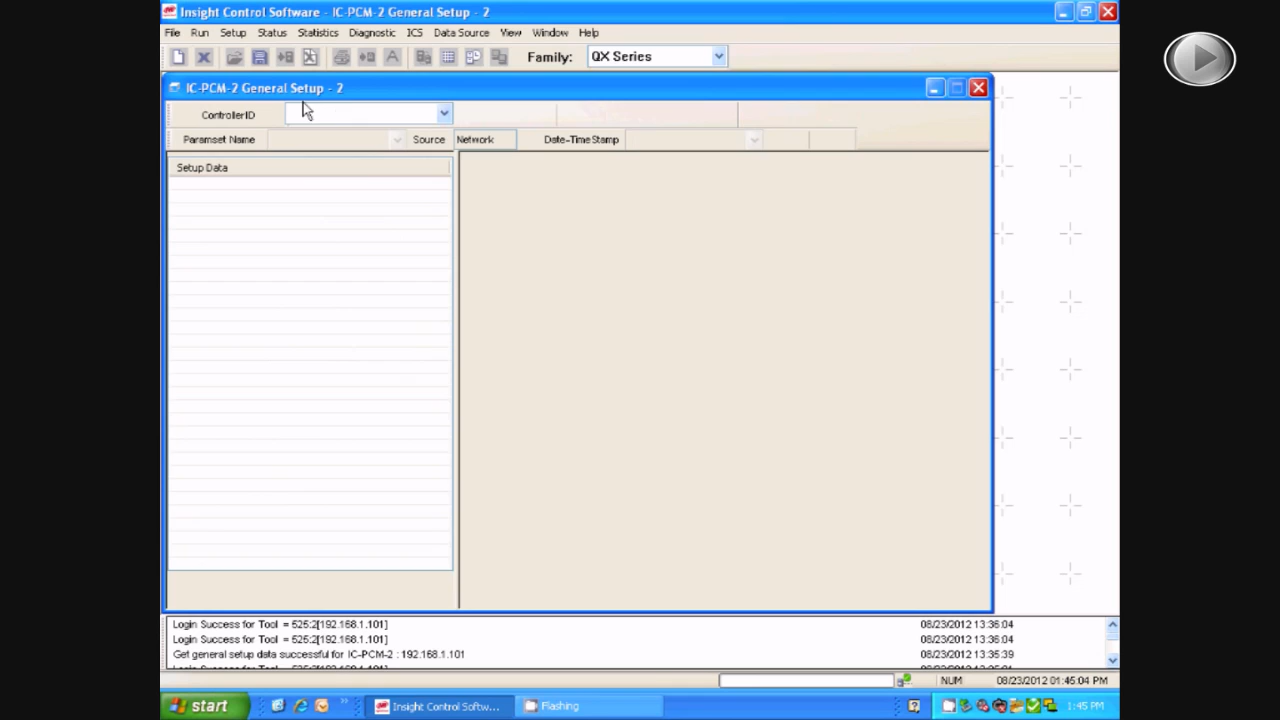 Insight Control Software - IC-PCM-2 General Setup - 2
File Run Setup Status Statistics Diagnostic ICS Data Source View Window Help
Family: QX Series
IC-PCM-2 General Setup - 2
ControllerID
Paramset Name Source Network Date-Time Stamp
Setup Data
Login Success for Tool = 525:2[192.168.1.101] 08/23/2012 13:36:04
Login Success for Tool = 525:2[192.168.1.101] 08/23/2012 13:36:04
Get general setup data successful for IC-PCM-2 : 192.168.1.101 08/23/2012 13:35:39
NUM 08/23/2012 01:45:04 PM
start Insight Control Softw... Flashing 1:45 PM